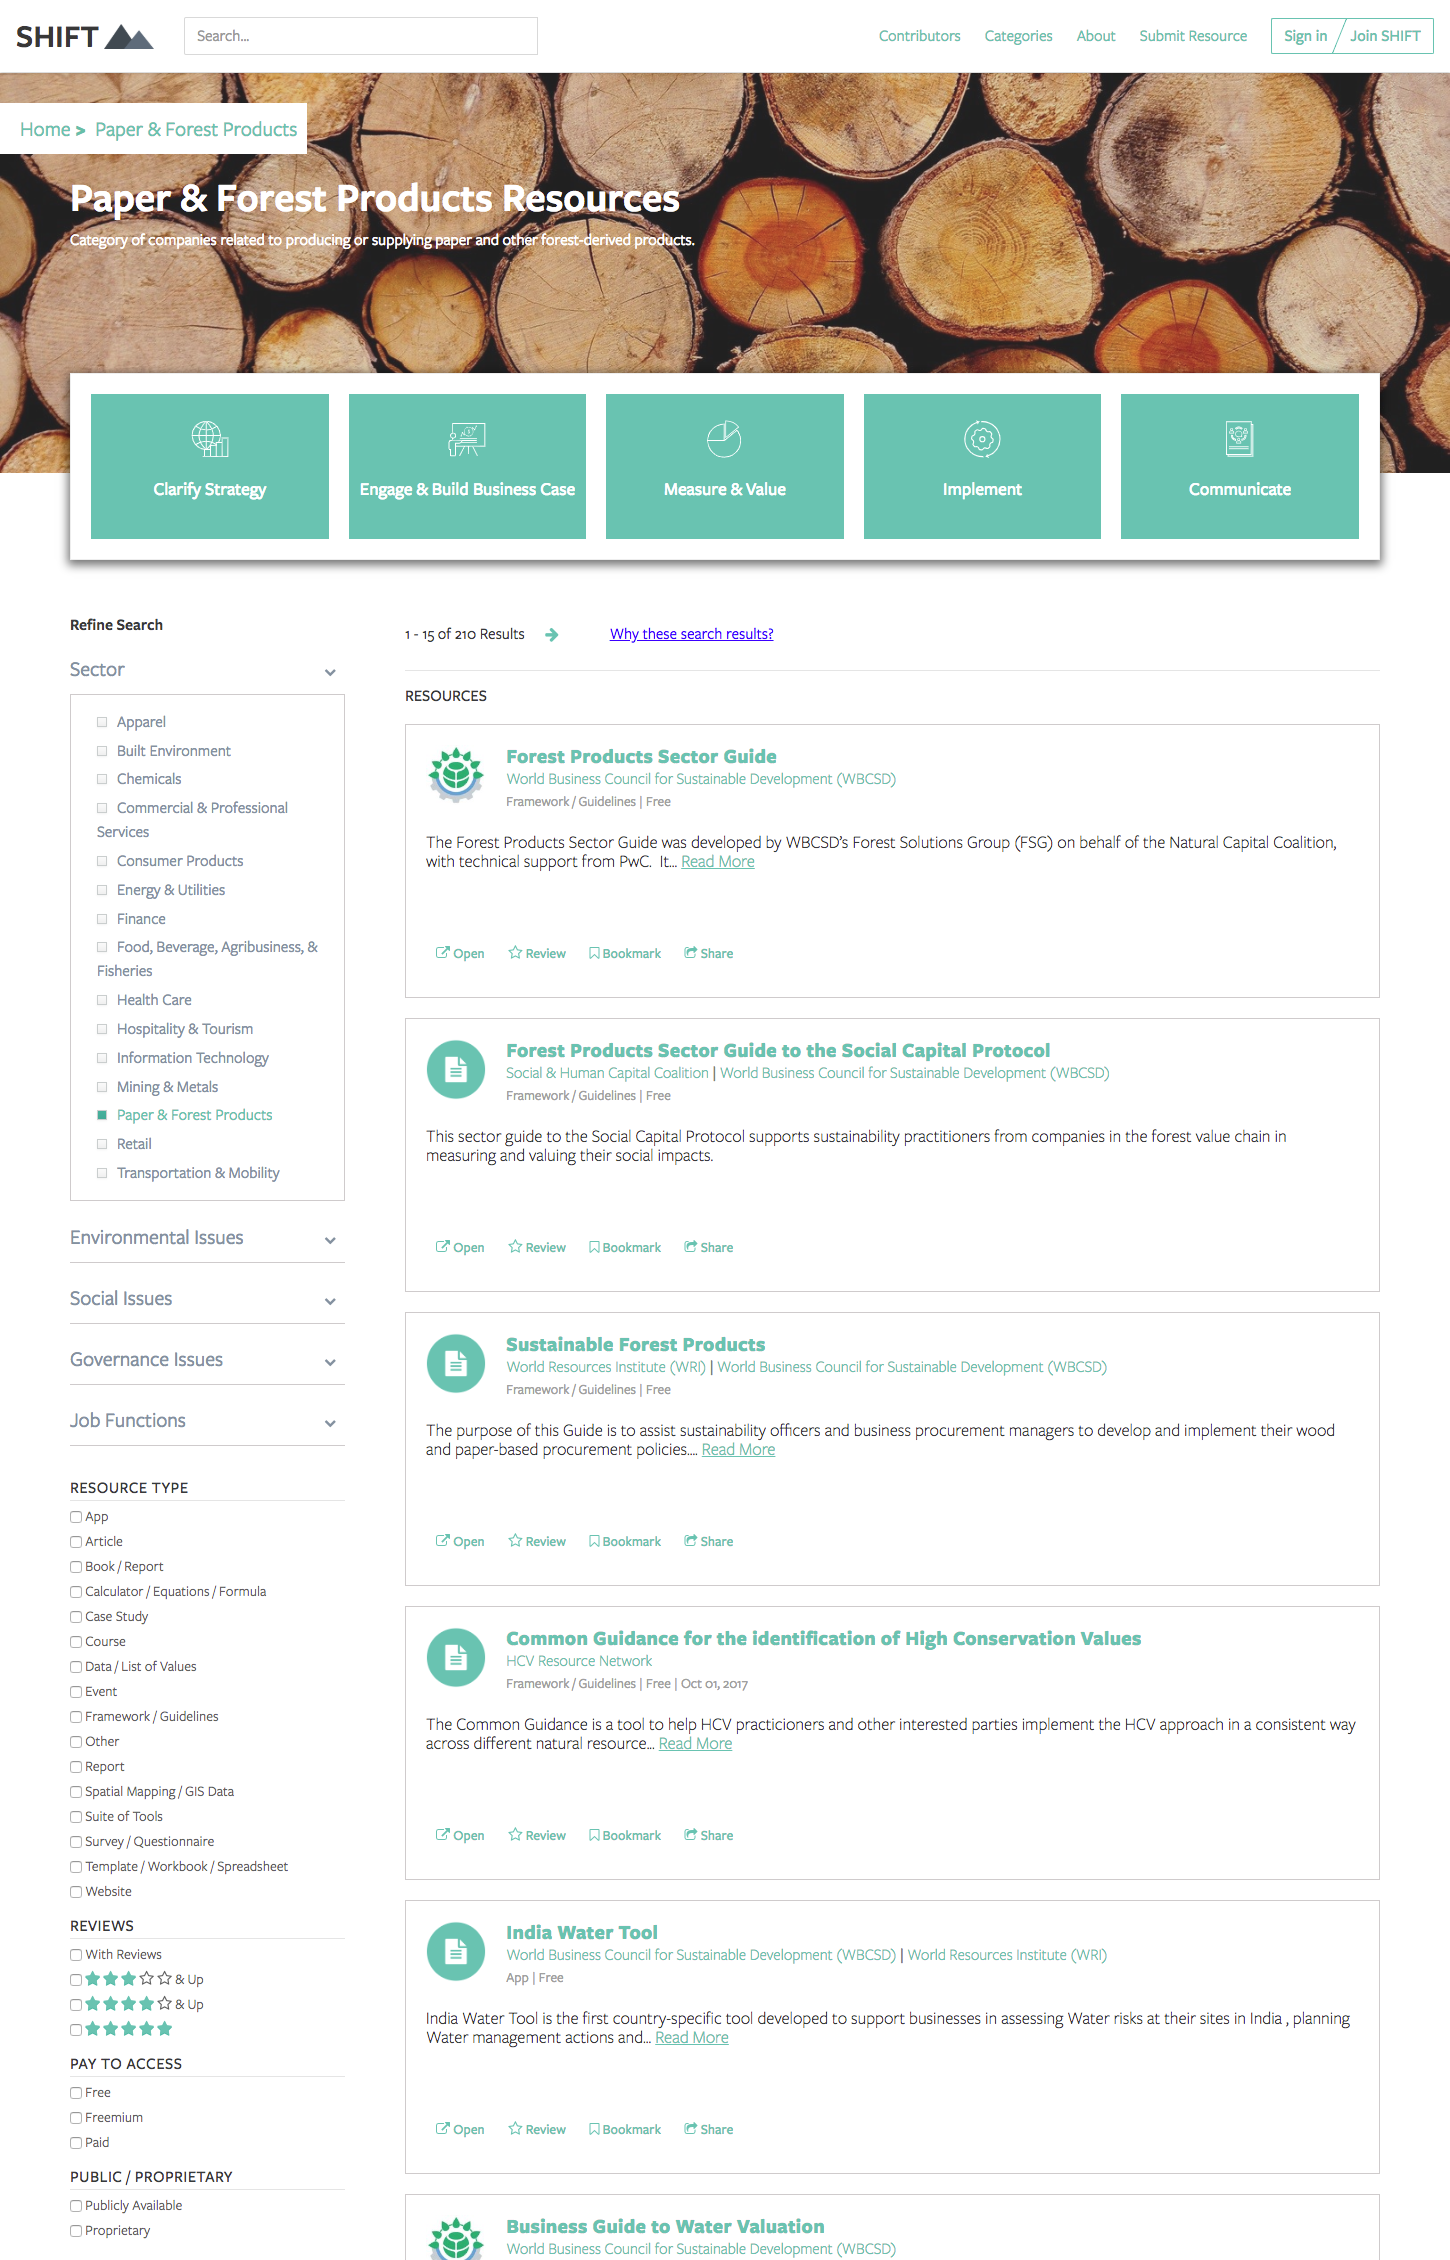 SHIFT
Search...
Contributors
Categories
About
Submit Resource
Sign in
Join SHIFT
Home > Paper & Forest Products
Paper & Forest Products Resources
Category of companies related to producing or supplying paper and other forest-derived products.
Clarify Strategy
Engage & Build Business Case
Measure & Value
Implement
Communicate
Refine Search
Sector
Apparel
Built Environment
Chemicals
Commercial & Professional
Services
Consumer Products
Energy & Utilities
Finance
Food, Beverage, Agribusiness, &
Fisheries
Health Care
Hospitality & Tourism
Information Technology
Mining & Metals
Paper & Forest Products
Retail
Transportation & Mobility
Environmental Issues
Social Issues
Governance Issues
Job Functions
RESOURCE TYPE
App
Article
Book / Report
Calculator / Equations / Formula
Case Study
Course
Data / List of Values
Event
Framework / Guidelines
Other
Report
Spatial Mapping / GIS Data
Suite of Tools
Survey / Questionnaire
Template / Workbook / Spreadsheet
Website
REVIEWS
With Reviews
& Up
& Up
PAY TO ACCESS
Free
Freemium
Paid
PUBLIC / PROPRIETARY
Publicly Available
Proprietary
1 - 15 of 210 Results
Why these search results?
RESOURCES
Forest Products Sector Guide
World Business Council for Sustainable Development (WBCSD)
Framework / Guidelines | Free
The Forest Products Sector Guide was developed by WBCSD’s Forest Solutions Group (FSG) on behalf of the Natural Capital Coalition,
with technical support from PwC. It... Read More
Open Review Bookmark Share
Forest Products Sector Guide to the Social Capital Protocol
Social & Human Capital Coalition | World Business Council for Sustainable Development (WBCSD)
Framework / Guidelines | Free
This sector guide to the Social Capital Protocol supports sustainability practitioners from companies in the forest value chain in
measuring and valuing their social impacts.
Open Review Bookmark Share
Sustainable Forest Products
World Resources Institute (WRI) | World Business Council for Sustainable Development (WBCSD)
Framework / Guidelines | Free
The purpose of this Guide is to assist sustainability officers and business procurement managers to develop and implement their wood
and paper-based procurement policies.... Read More
Open Review Bookmark Share
Common Guidance for the identification of High Conservation Values
HCV Resource Network
Framework / Guidelines | Free | Oct 01, 2017
The Common Guidance is a tool to help HCV practicioners and other interested parties implement the HCV approach in a consistent way
across different natural resource... Read More
Open Review Bookmark Share
India Water Tool
World Business Council for Sustainable Development (WBCSD) | World Resources Institute (WRI)
App | Free
India Water Tool is the first country-specific tool developed to support businesses in assessing Water risks at their sites in India , planning
Water management actions and... Read More
Open Review Bookmark Share
Business Guide to Water Valuation
World Business Council for Sustainable Development (WBCSD)